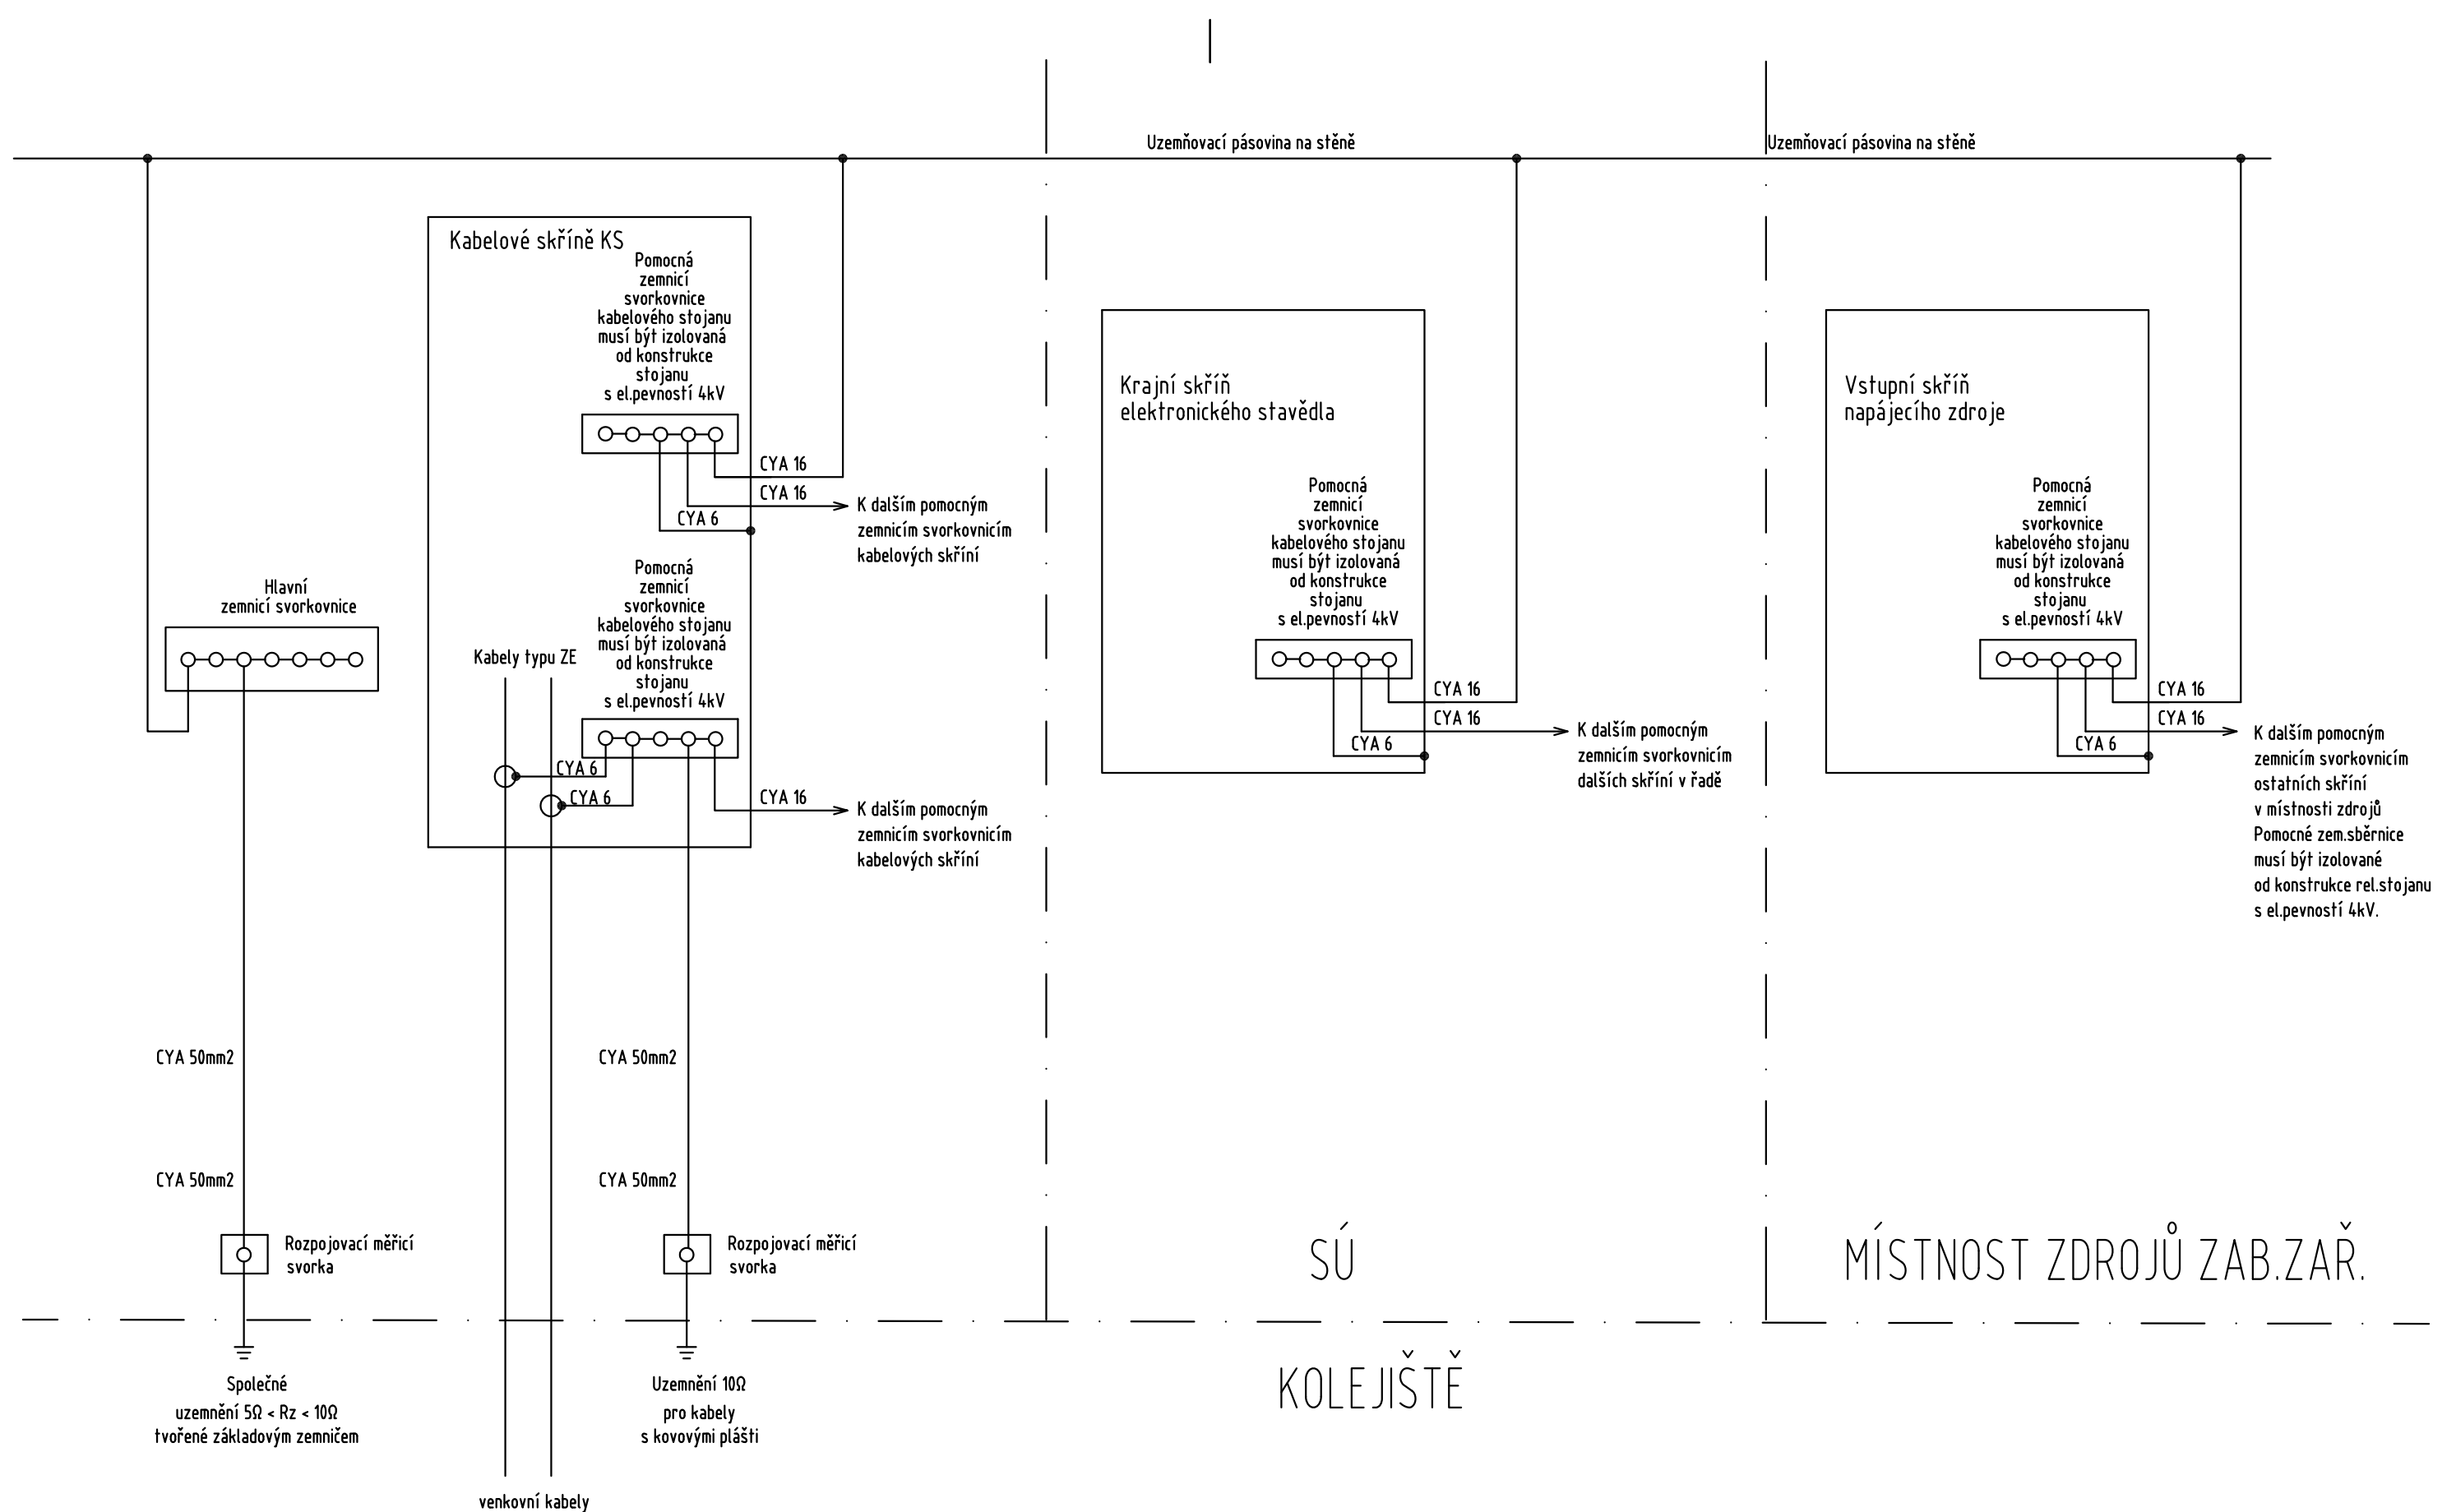 Uzemňovací pásovina na stěně
Uzemňovací pásovina na stěně
Kabelové skříně KS
Pomocná
zemnicí
svorkovnice
kabelového stojanu
musí být izolovaná
od konstrukce
stojanu
s el.pevností 4kV
CYA 16
CYA 16
CYA 6
K dalším pomocným
zemnicím svorkovnicím
kabelových skříní
Hlavní
zemnicí svorkovnice
Kabely typu ZE
Pomocná
zemnicí
svorkovnice
kabelového stojanu
musí být izolovaná
od konstrukce
stojanu
s el.pevností 4kV
CYA 6
CYA 6
CYA 16
K dalším pomocným
zemnicím svorkovnicím
kabelových skříní
Krajní skříň
elektronického stavědla
Pomocná
zemnicí
svorkovnice
kabelového stojanu
musí být izolovaná
od konstrukce
stojanu
s el.pevností 4kV
CYA 16
CYA 16
CYA 6
K dalším pomocným
zemnicím svorkovnicím
dalších skříní v řadě
Vstupní skříň
napájecího zdroje
Pomocná
zemnicí
svorkovnice
kabelového stojanu
musí být izolovaná
od konstrukce
stojanu
s el.pevností 4kV
CYA 16
CYA 16
CYA 6
K dalším pomocným
zemnicím svorkovnicím
ostatních skříní
v místnosti zdrojů
Pomocné zem.sběrnice
musí být izolované
od konstrukce rel.stojanu
s el.pevností 4kV.
CYA 50mm2
CYA 50mm2
CYA 50mm2
CYA 50mm2
Rozpojovací měřicí
svorka
Rozpojovací měřicí
svorka
SÚ
MÍSTNOST ZDROJŮ ZAB.ZAŘ.
KOLEJIŠTĚ
Společné
uzemnění 5Ω < Rz < 10Ω
tvořené základovým zemničem
Uzemnění 10Ω
pro kabely
s kovovými plášti
venkovní kabely